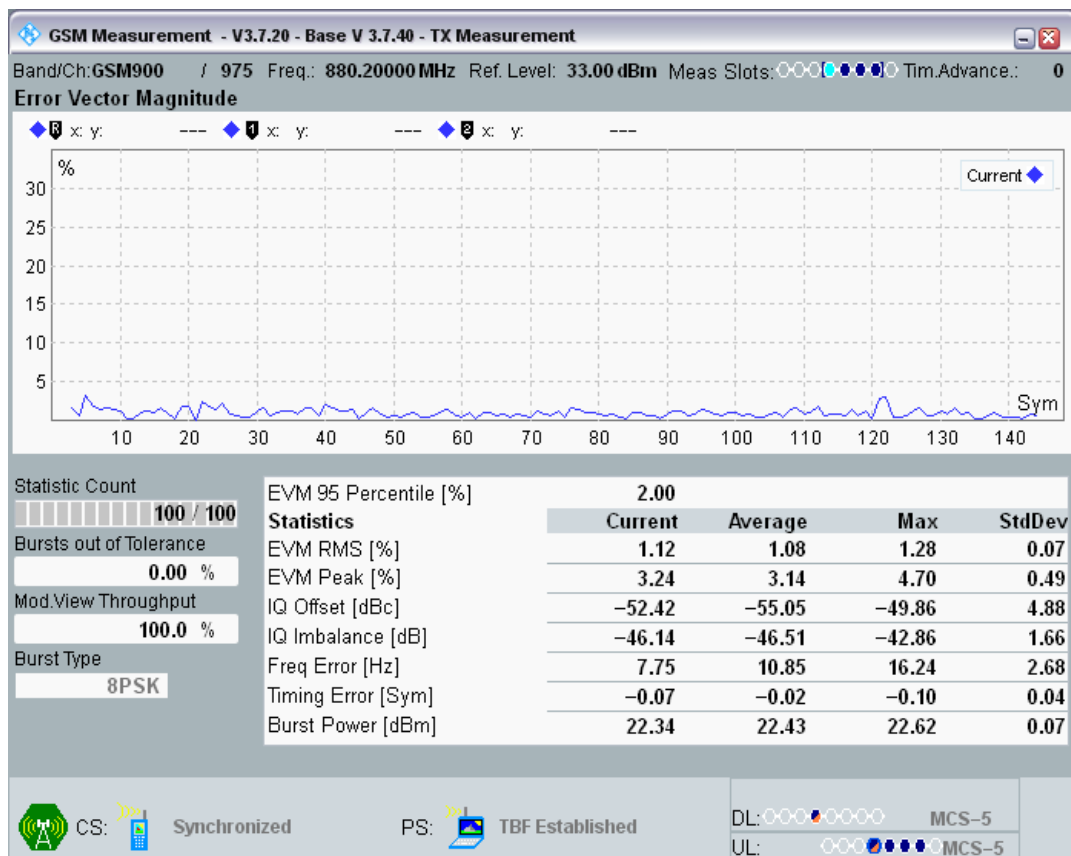 GSM Measurement - V3.7.20 - Base V 3.7.40 - TX Measurement
Band/Ch:GSM900 / 975 Freq.: 880.20000 MHz Ref. Level: 33.00 dBm Meas Slots: Tim.Advance.: 0
Error Vector Magnitude
R x: y: --- 1 x: y: --- 2 x: y: ---
%
Current
30
25
20
15
10
5
Sym
10 20 30 40 50 60 70 80 90 100 110 120 130 140
Statistic Count
100 / 100
Bursts out of Tolerance
0.00 %
Mod.View Throughput
100.0 %
Burst Type
8PSK
EVM 95 Percentile [%] 2.00
Statistics Current Average Max StdDev
EVM RMS [%] 1.12 1.08 1.28 0.07
EVM Peak [%] 3.24 3.14 4.70 0.49
IQ Offset [dBc] −52.42 −55.05 −49.86 4.88
IQ Imbalance [dB] −46.14 −46.51 −42.86 1.66
Freq Error [Hz] 7.75 10.85 16.24 2.68
Timing Error [Sym] −0.07 −0.02 −0.10 0.04
Burst Power [dBm] 22.34 22.43 22.62 0.07
CS: Synchronized PS: TBF Established
DL: MCS−5
UL: MCS−5